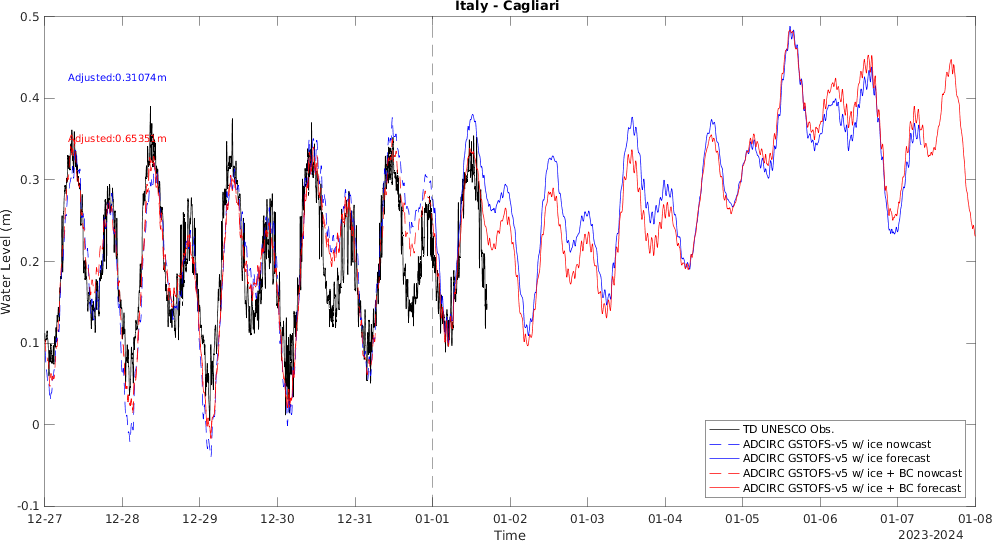 Italy - Cagliari
0.5
0.4
0.3
0.2
0.1
0
-0.1
Water Level (m)
Adjusted:0.31074m
12-27
12-28
12-29
12-30
12-31
01-01
01-02
01-03
01-04
01-05
01-06
01-07
01-08
Time
2023-2024
TD UNESCO Obs.
ADCIRC GSTOFS-v5 w/ ice nowcast
ADCIRC GSTOFS-v5 w/ ice forecast
ADCIRC GSTOFS-v5 w/ ice + BC nowcast
ADCIRC GSTOFS-v5 w/ ice + BC forecast